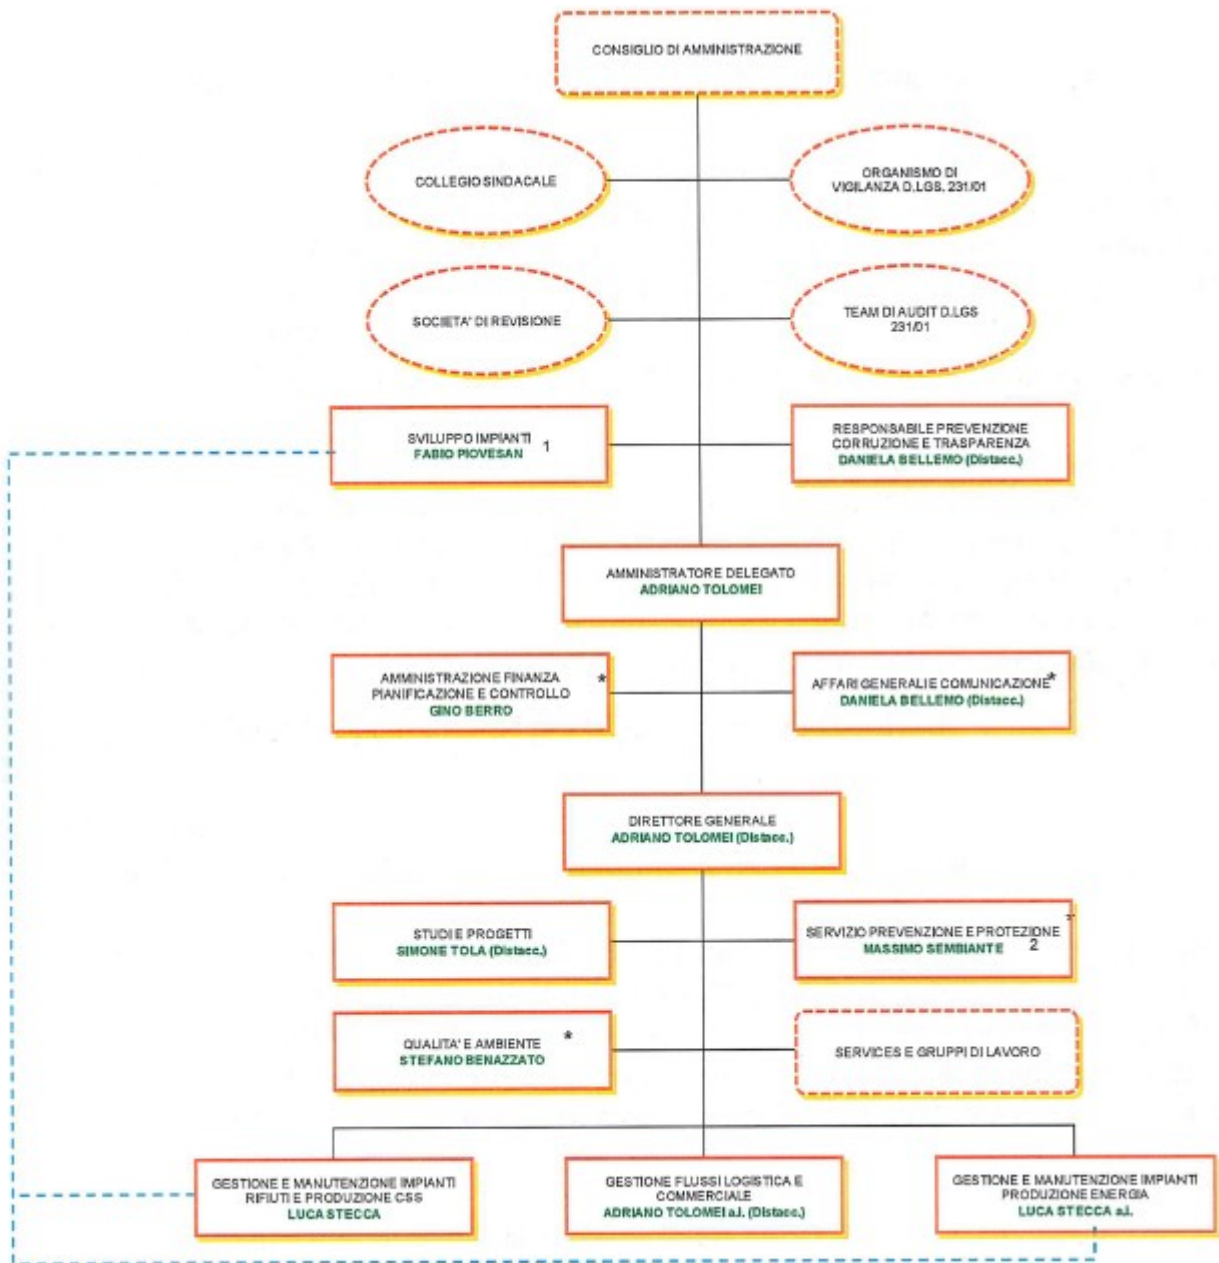 CONSIGLIO DI AMMINISTRAZIONE
COLLEGIO SINDACALE
ORGANISMO DI
VIGILANZA D.LGS. 231/01
SOCIETA' DI REVISIONE
TEAM DI AUDIT D.LGS
231/01
SVILUPPO IMPIANTI
FABIO PIOVESAN 1
RESPONSABILE PREVENZIONE
CORRUZIONE E TRASPARENZA
DANIELA BELLEMO (Distacc.)
AMMINISTRATORE DELEGATO
ADRIANO TOLOMEI
AMMINISTRAZIONE FINANZA *
PIANIFICAZIONE E CONTROLLO
GINO BERRO
AFFARI GENERALI E COMUNICAZIONE *
DANIELA BELLEMO (Distacc.)
DIRETTORE GENERALE
ADRIANO TOLOMEI (Distacc.)
STUDI E PROGETTI
SIMONE TOLA (Distacc.)
SERVIZIO PREVENZIONE E PROTEZIONE
MASSIMO SEMBIANTE 2
QUALITA' E AMBIENTE *
STEFANO BENAZZATO
SERVICES E GRUPPI DI LAVORO
GESTIONE E MANUTENZIONE IMPIANTI
RIFIUTI E PRODUZIONE CSS
LUCA STECCA
GESTIONE FLUSSI LOGISTICA E
COMMERCIALE
ADRIANO TOLOMEI a.i. (Distacc.)
GESTIONE E MANUTENZIONE IMPIANTI
PRODUZIONE ENERGIA
LUCA STECCA a.i.